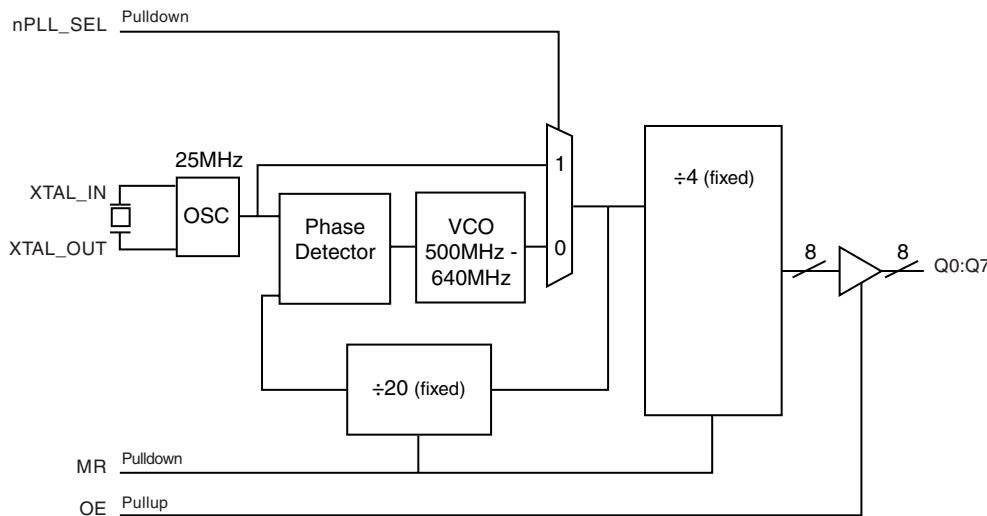 nPLL_SEL Pulldown
25MHz
XTAL_IN
OSC
XTAL_OUT
Phase
Detector
VCO
500MHz -
640MHz
1
0
÷4 (fixed)
8
8
Q0:Q7
÷20 (fixed)
MR Pulldown
OE Pullup